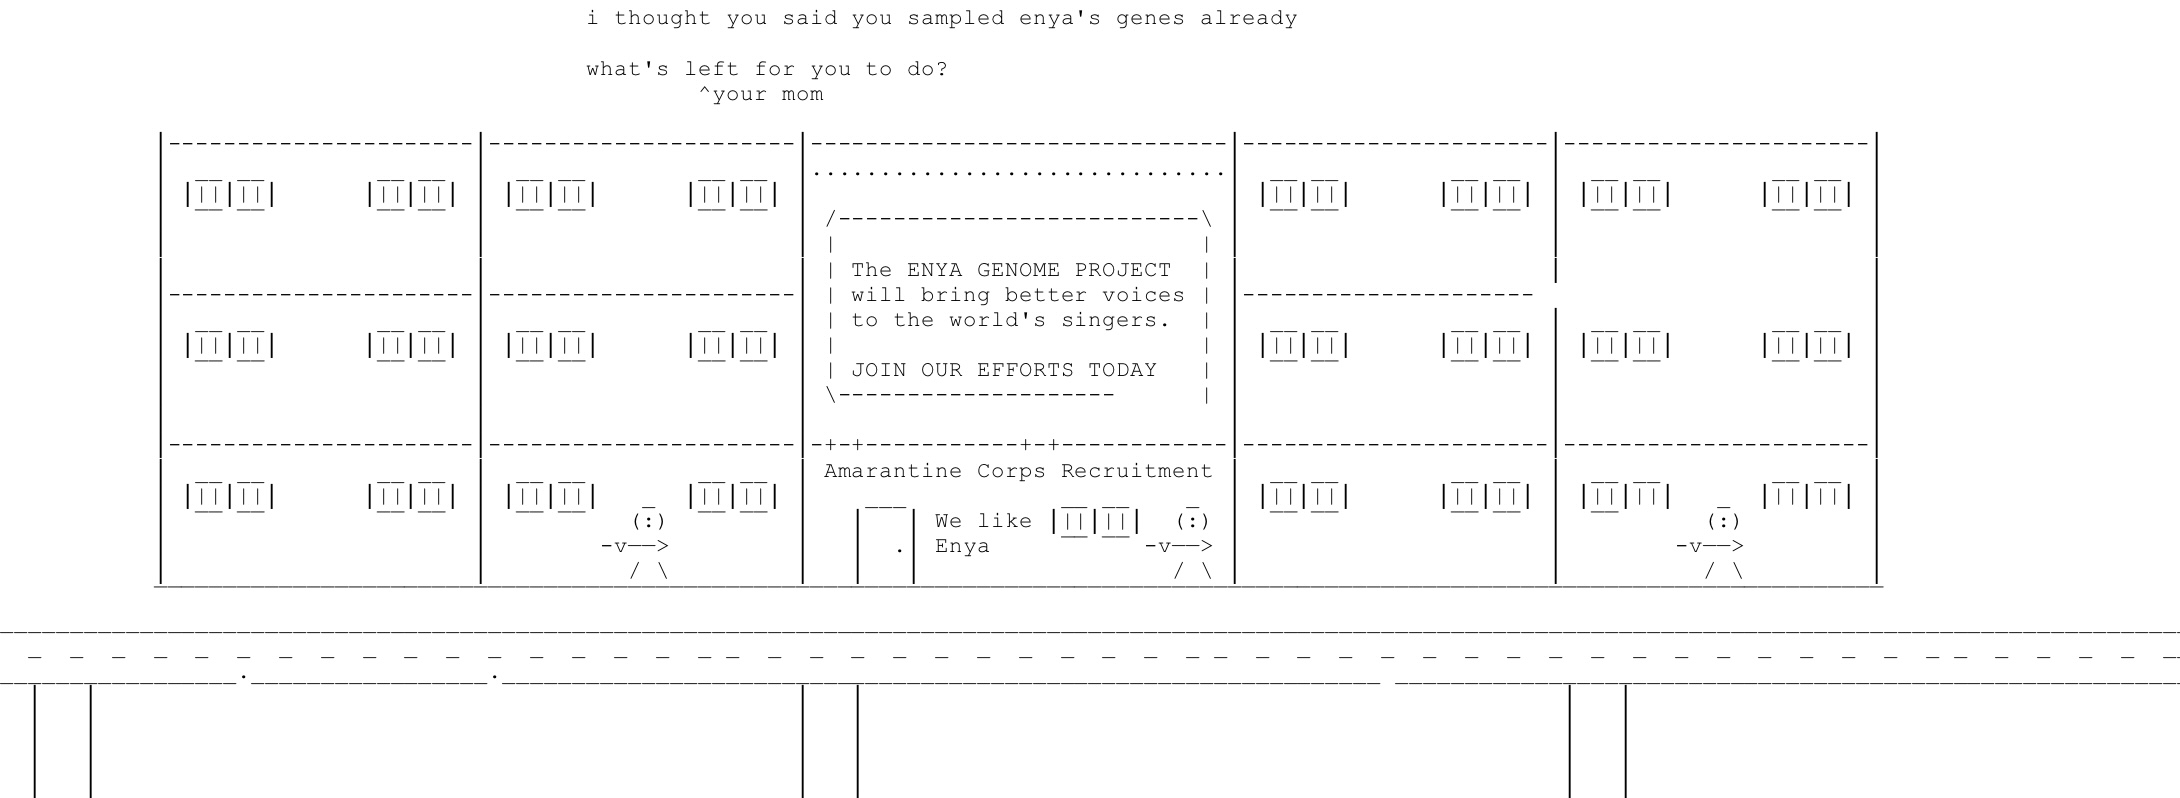 i thought you said you sampled enya's genes already
what's left for you to do?
^your mom
The ENYA GENOME PROJECT
will bring better voices
to the world's singers.
JOIN OUR EFFORTS TODAY
Amarantine Corps Recruitment
We like
Enya